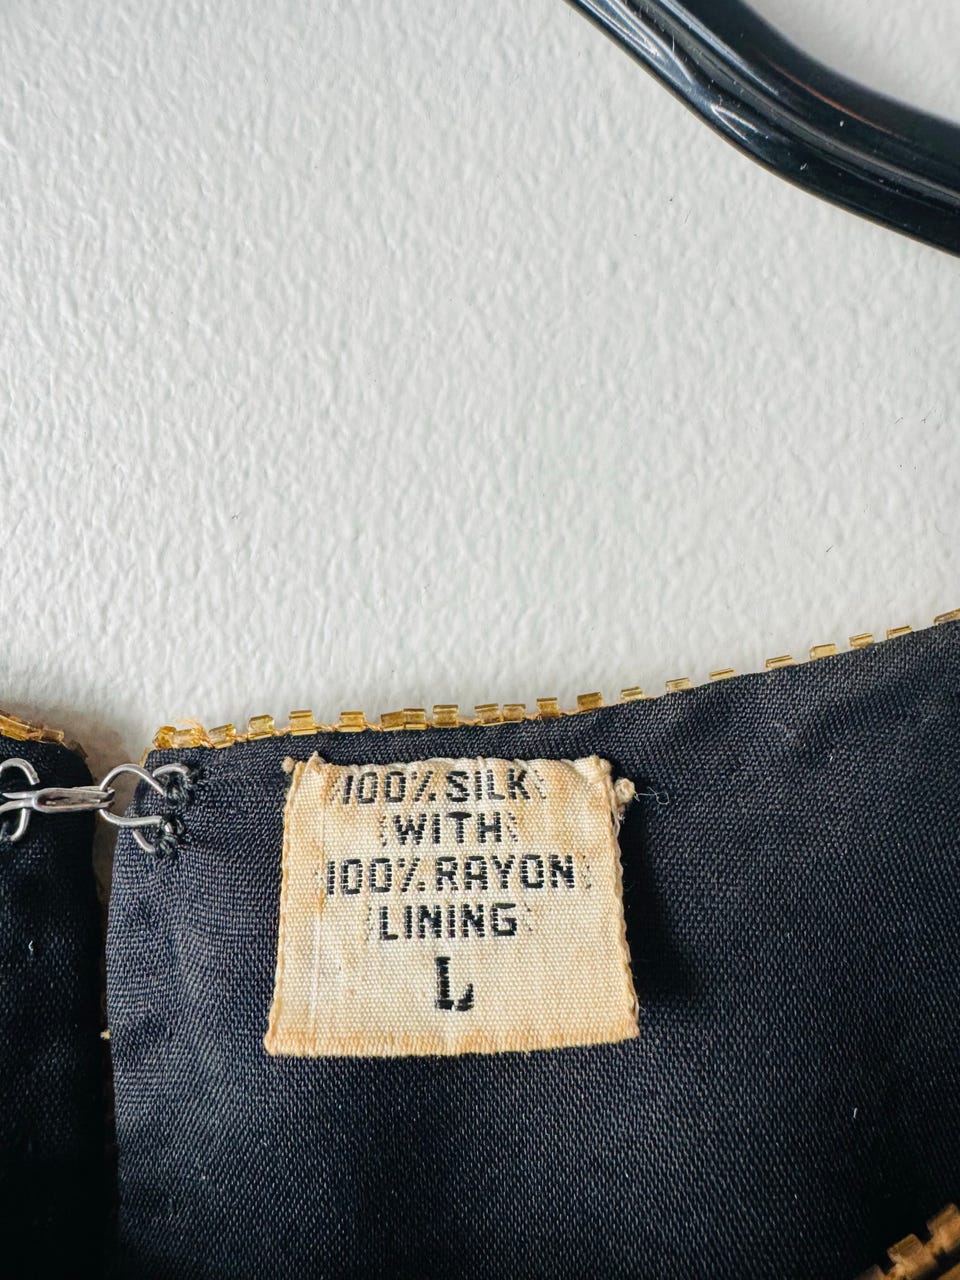 100% SILK
WITH
100% RAYON
LINING
L